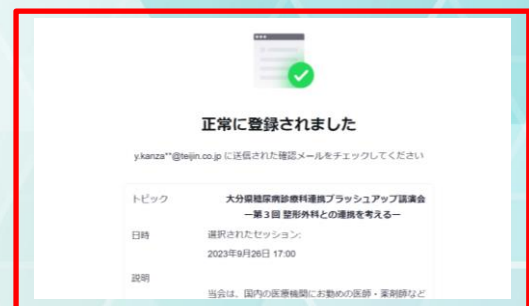 正常に登録されました
y.kanza**@teijin.co.jp に送信された確認メールをチェックしてください
トピック
大分県糖尿病診療科連携ブラッシュアップ講演会
ー第3回 整形外科との連携を考えるー
日時
選択されたセッション:
2023年9月26日 17:00
説明
当会は、国内の医療機関にお勤めの医師・薬剤師など